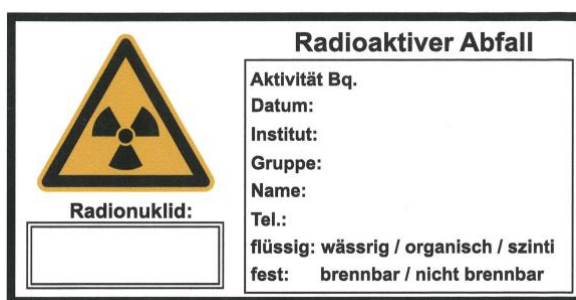 Radioaktiver Abfall
Aktivität Bq.
Datum:
Institut:
Gruppe:
Name:
Tel.:
flüssig: wässrig / organisch / szinti
fest: brennbar / nicht brennbar
Radionuklid: